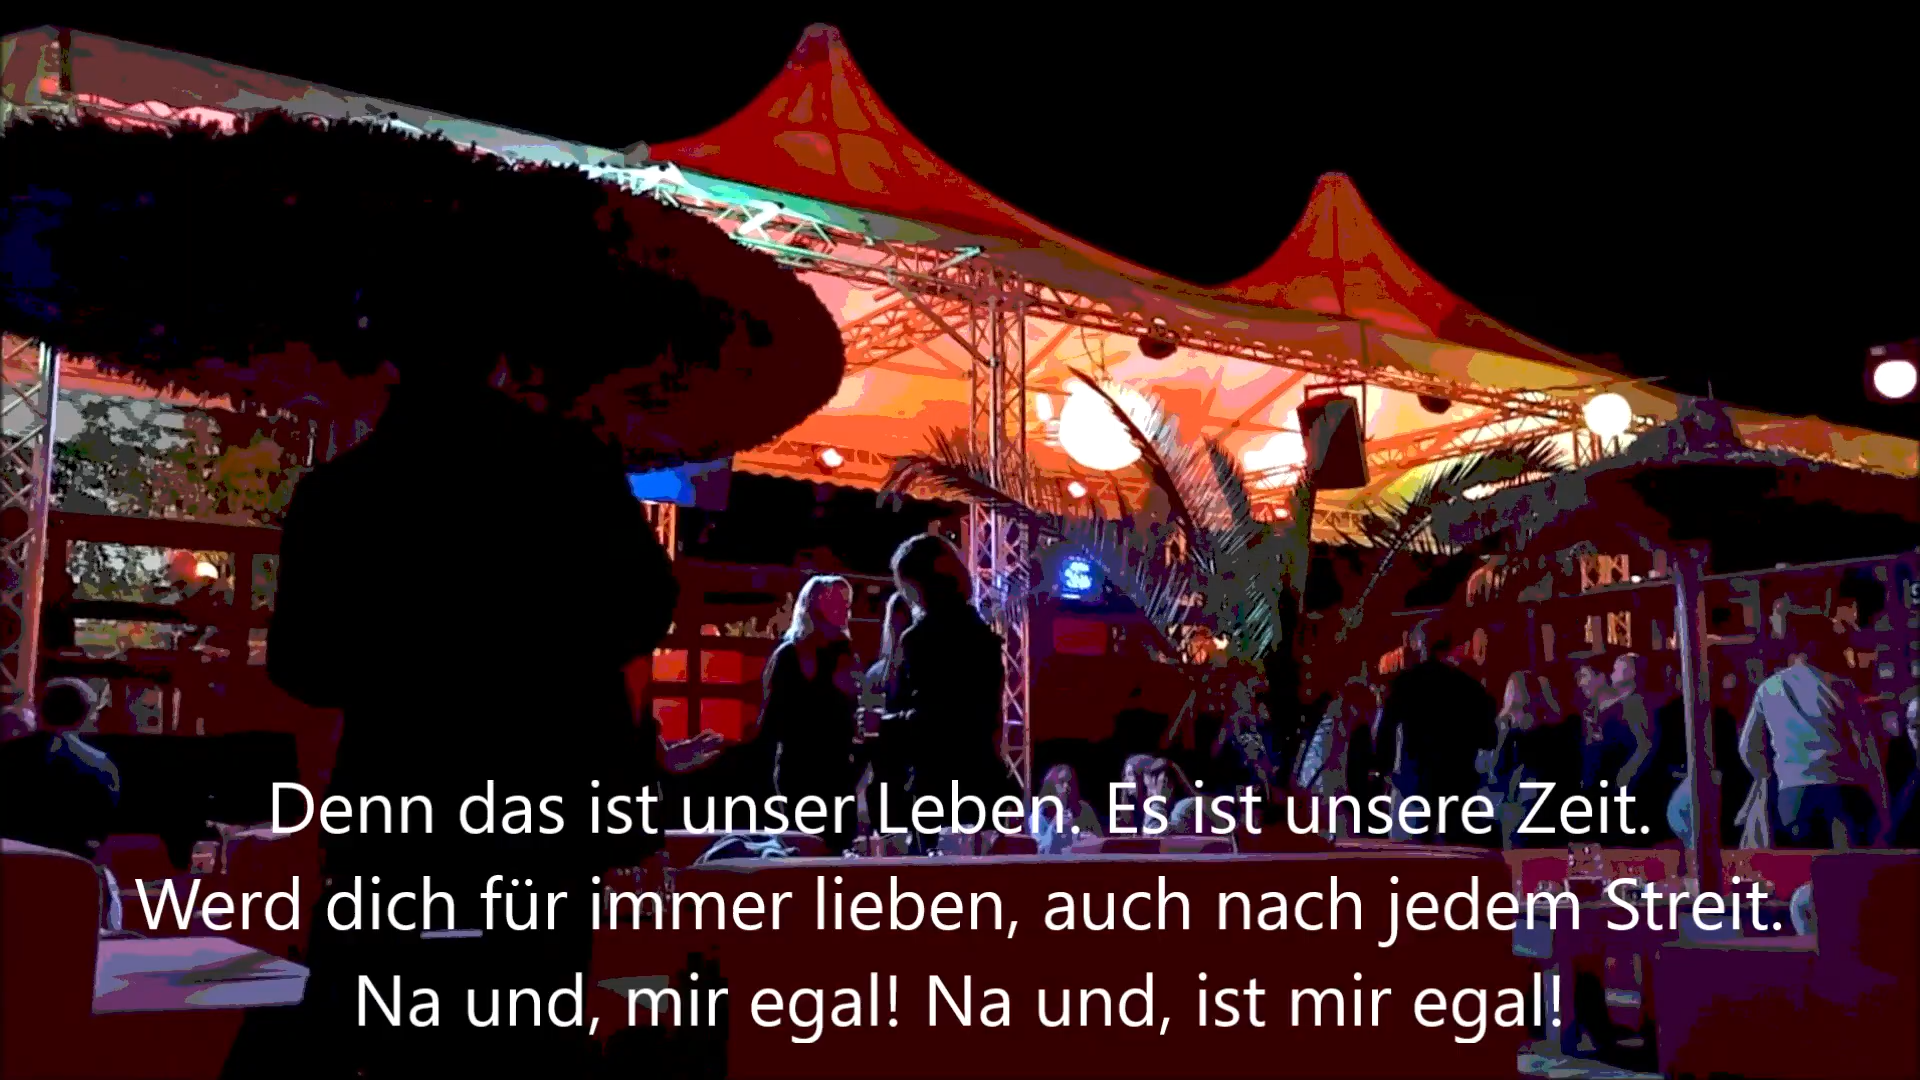 Denn das ist unser Leben. Es ist unsere Zeit.
Werd dich für immer lieben, auch nach jedem Streit.
Na und, mir egal! Na und, ist mir egal!